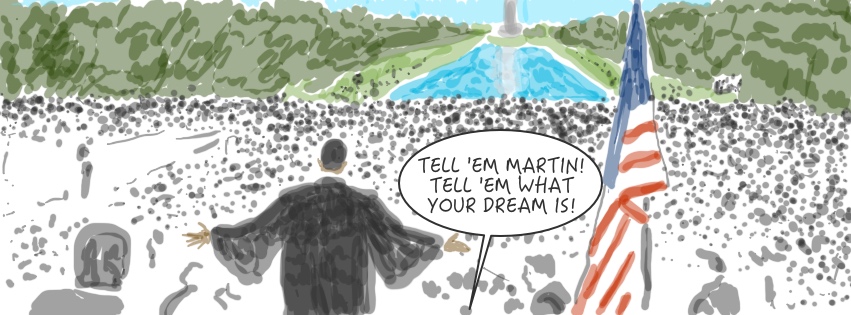 TELL 'EM MARTIN!
TELL 'EM WHAT
YOUR DREAM IS!